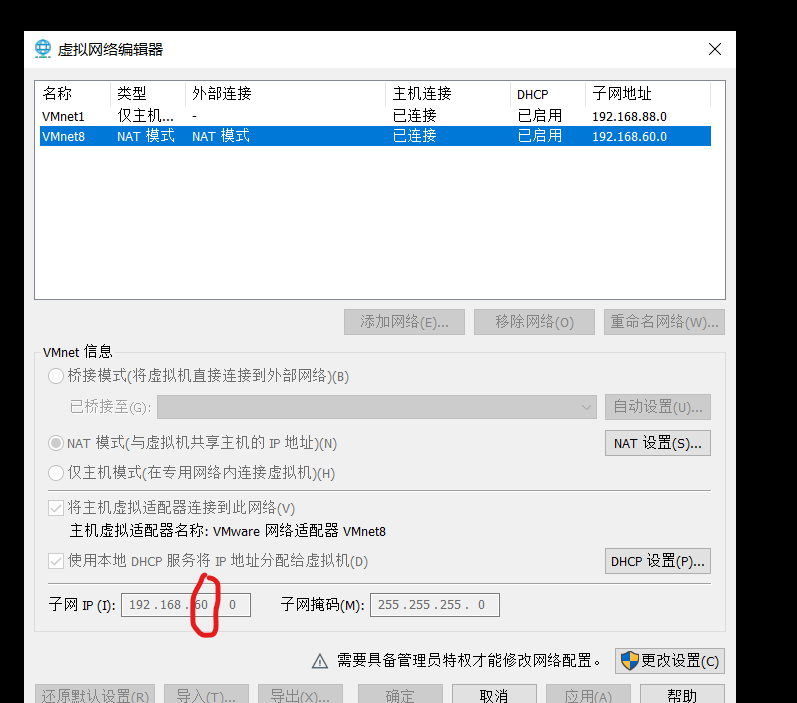 虚拟网络编辑器
名称 类型 外部连接 主机连接 DHCP 子网地址
VMnet1 仅主机... - 已连接 已启用 192.168.88.0
VMnet8 NAT 模式 NAT 模式 已连接 已启用 192.168.60.0
添加网络(E)... 移除网络(O) 重命名网络(W)...
VMnet 信息
桥接模式(将虚拟机直接连接到外部网络)(B)
已桥接至(G): 自动设置(U)...
NAT 模式(与虚拟机共享主机的 IP 地址)(N) NAT 设置(S)...
仅主机模式(在专用网络内连接虚拟机)(H)
将主机虚拟适配器连接到此网络(V)
主机虚拟适配器名称: VMware 网络适配器 VMnet8
使用本地 DHCP 服务将 IP 地址分配给虚拟机(D) DHCP 设置(P)...
子网 IP (I): 192 . 168 . 60 . 0 子网掩码(M): 255 . 255 . 255 . 0
需要具备管理员特权才能修改网络配置。 更改设置(C)
还原默认设置(R) 导入(T)... 导出(X)... 确定 取消 应用(A) 帮助